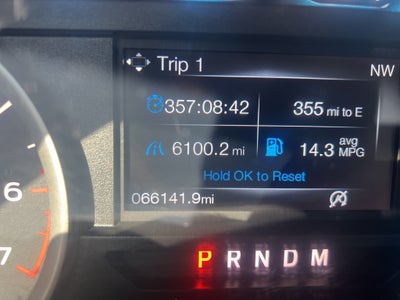 Trip 1
NW
357:08:42
355 mi to E
6100.2 mi
14.3 avg MPG
Hold OK to Reset
066141.9mi
6
7
P R N D M